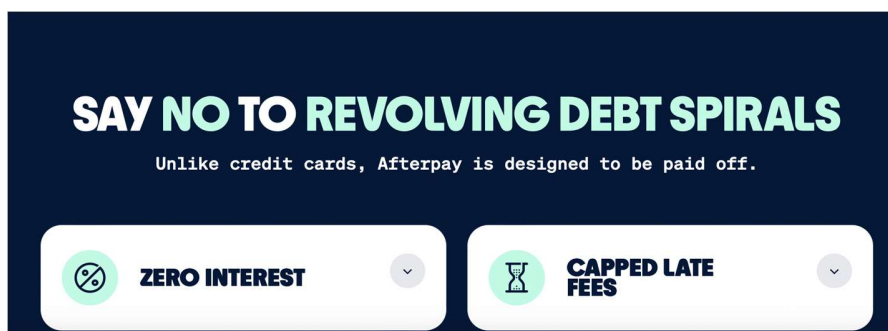 SAY NO TO REVOLVING DEBT SPIRALS
Unlike credit cards, Afterpay is designed to be paid off.
ZERO INTEREST
CAPPED LATE
FEES